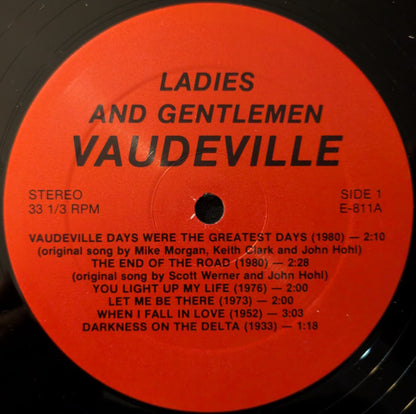 LADIES
AND GENTLEMEN
VAUDEVILLE
STEREO
33 1/3 RPM
SIDE 1
E-811A
VAUDEVILLE DAYS WERE THE GREATEST DAYS (1980) — 2:10
(original song by Mike Morgan, Keith Clark and John Hohl)
THE END OF THE ROAD (1980) — 2:28
(original song by Scott Werner and John Hohl)
YOU LIGHT UP MY LIFE (1976) — 2:00
LET ME BE THERE (1973) — 2:00
WHEN I FALL IN LOVE (1952) — 3:03
DARKNESS ON THE DELTA (1933) — 1:18